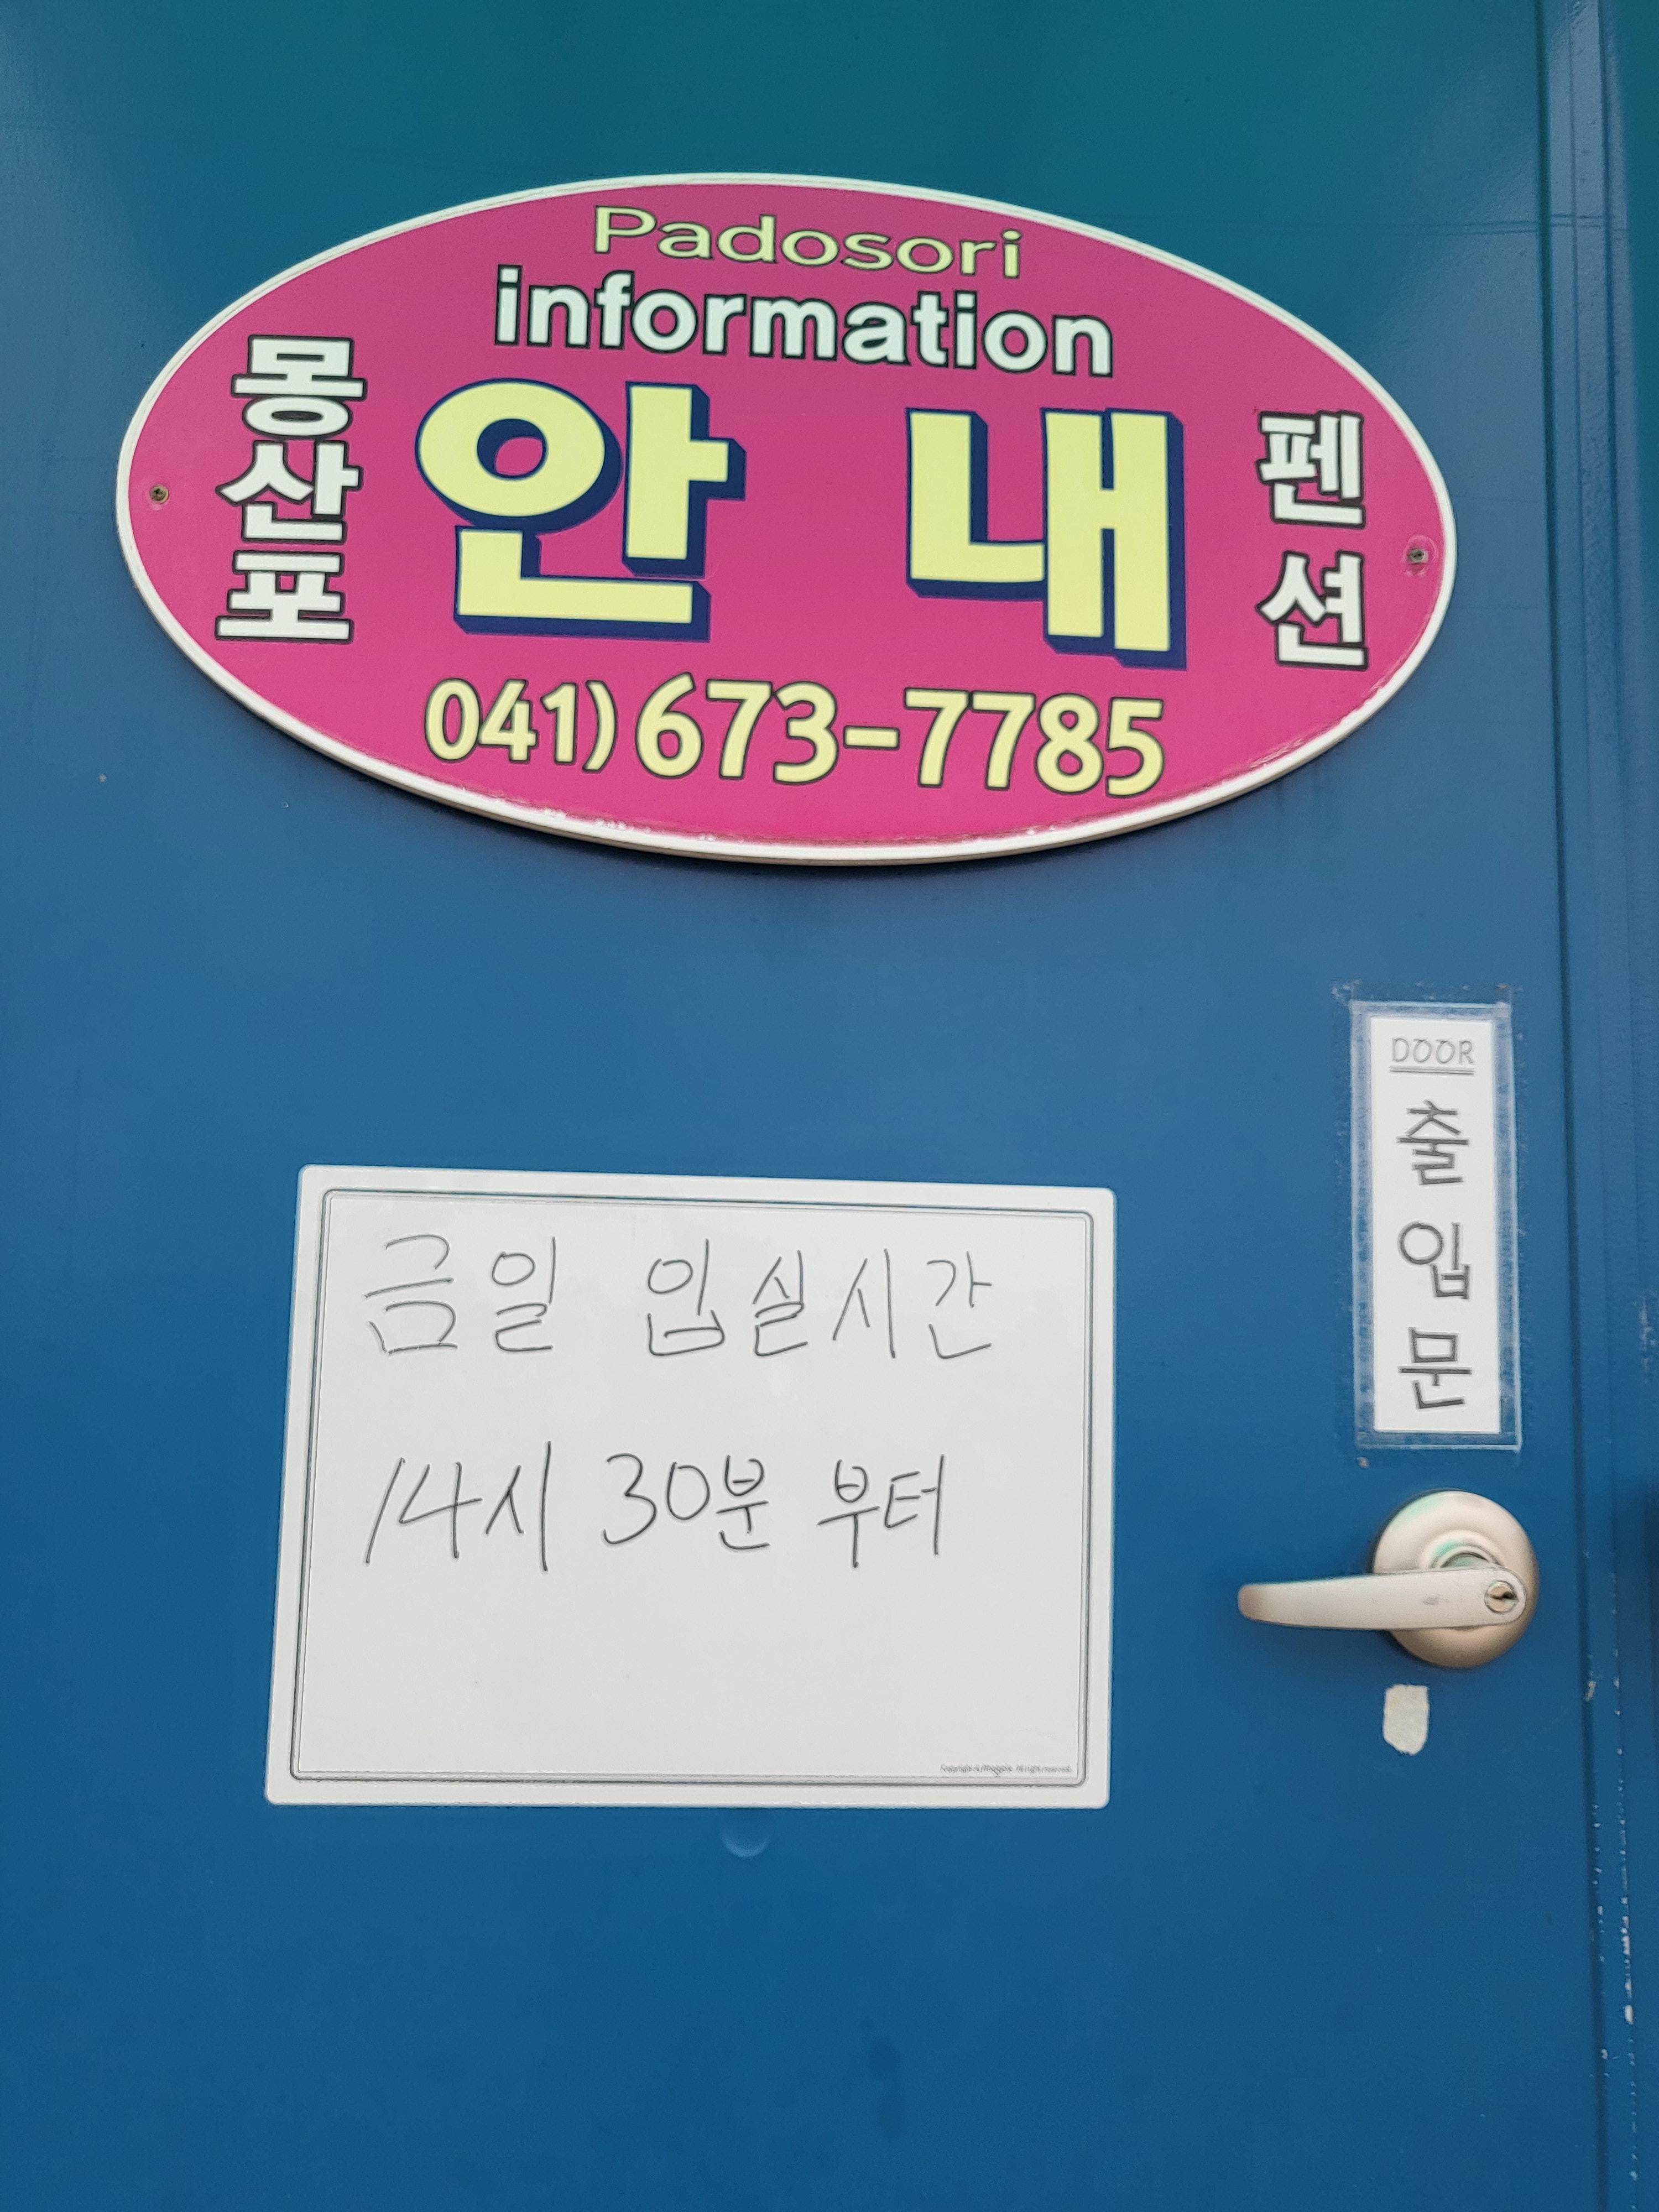 Padosori
information
몽산포
안내
펜션
041)673-7785
DOOR
출입문
금일 입실시간
14시 30분 부터